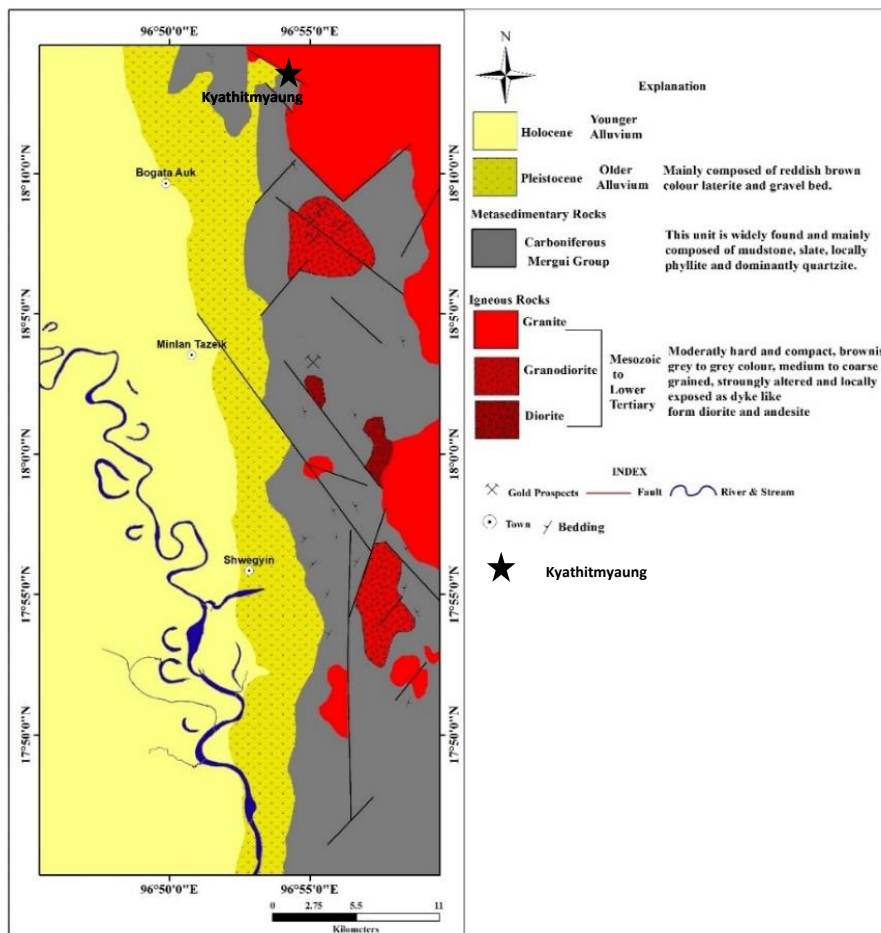 96°50'0"E 96°55'0"E
N
Explanation
Kyathitmyaung
Holocene Younger Alluvium
Bogata Auk
18°10'0"N 18°10'0"N
Pleistocene Older Alluvium
Mainly composed of reddish brown
colour laterite and gravel bed.
Metasedimentary Rocks
Carboniferous
Mergui Group
This unit is widely found and mainly
composed of mudstone, slate, locally
phyllite and dominantly quartzite.
18°5'0"N 18°5'0"N
Minlan Tazeik
Igneous Rocks
Granite
Granodiorite
Diorite
Mesozoic
to
Lower
Tertiary
Moderatly hard and compact, brownis
grey to grey colour, medium to coarse
grained, stroungly altered and locally
exposed as dyke like
form diorite and andesite
18°0'0"N 18°0'0"N
INDEX
Gold Prospects Fault River & Stream
Town Bedding
Shwegyin
Kyathitmyaung
17°55'0"N 17°55'0"N
17°50'0"N 17°50'0"N
96°50'0"E 96°55'0"E
0 2.75 5.5 11
Kilometers